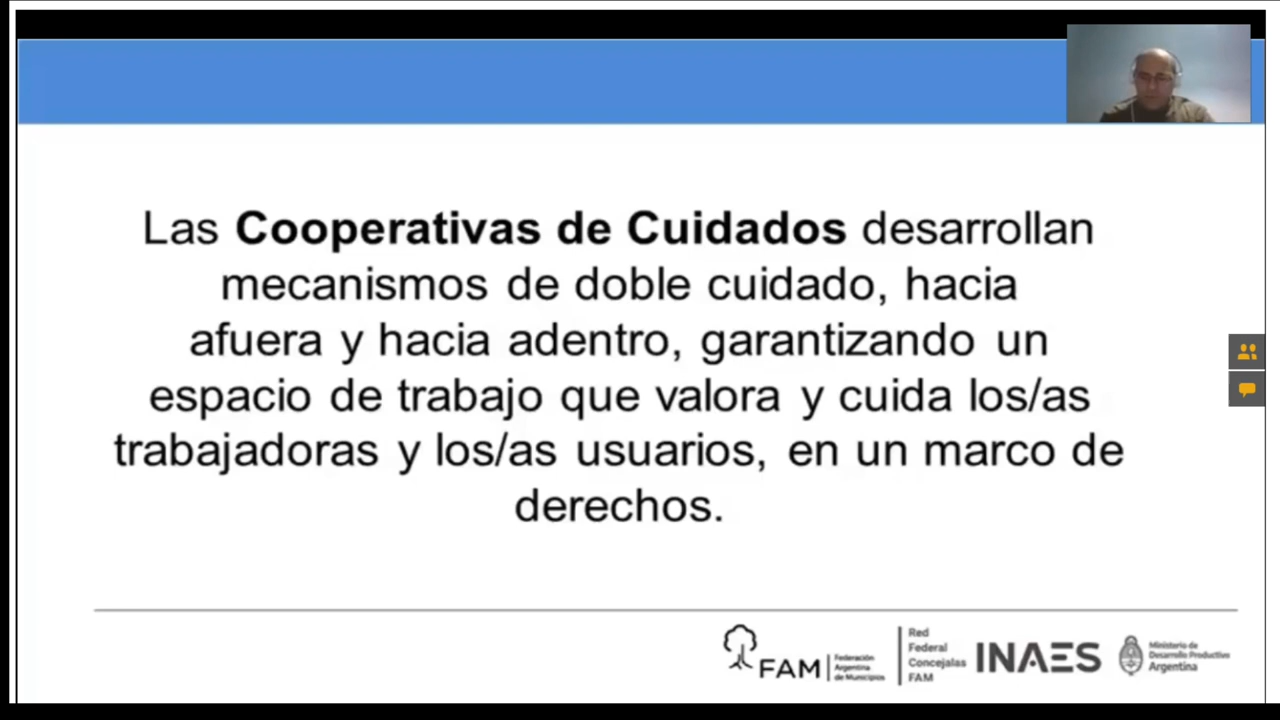 Las Cooperativas de Cuidados desarrollan
mecanismos de doble cuidado, hacia
afuera y hacia adentro, garantizando un
espacio de trabajo que valora y cuida los/as
trabajadoras y los/as usuarios, en un marco de
derechos.
FAM
Federación
Argentina
de Municipios
Red
Federal
Concejalas
FAM
INAES
Ministerio de
Desarrollo Productivo
Argentina